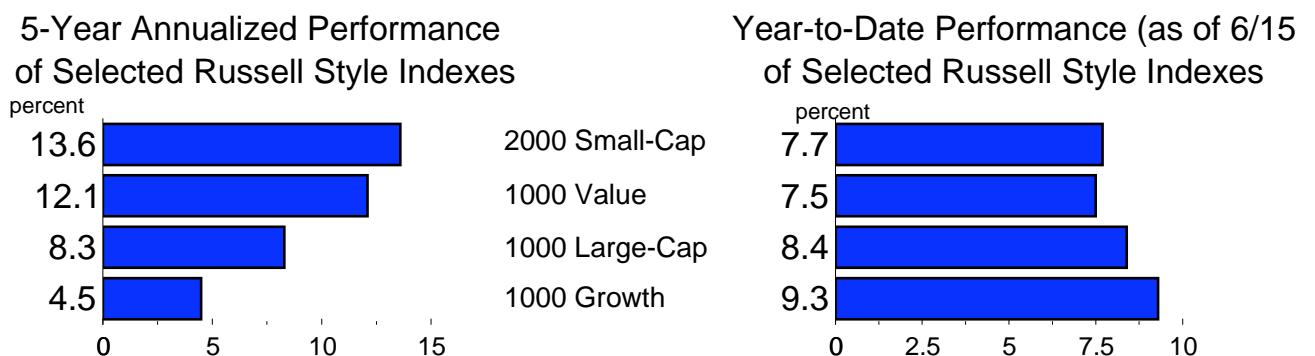 5-Year Annualized Performance
of Selected Russell Style Indexes
percent
13.6
12.1
8.3
4.5
0 5 10 15
2000 Small-Cap
1000 Value
1000 Large-Cap
1000 Growth
Year-to-Date Performance (as of 6/15
of Selected Russell Style Indexes
percent
7.7
7.5
8.4
9.3
0 2.5 5 7.5 10